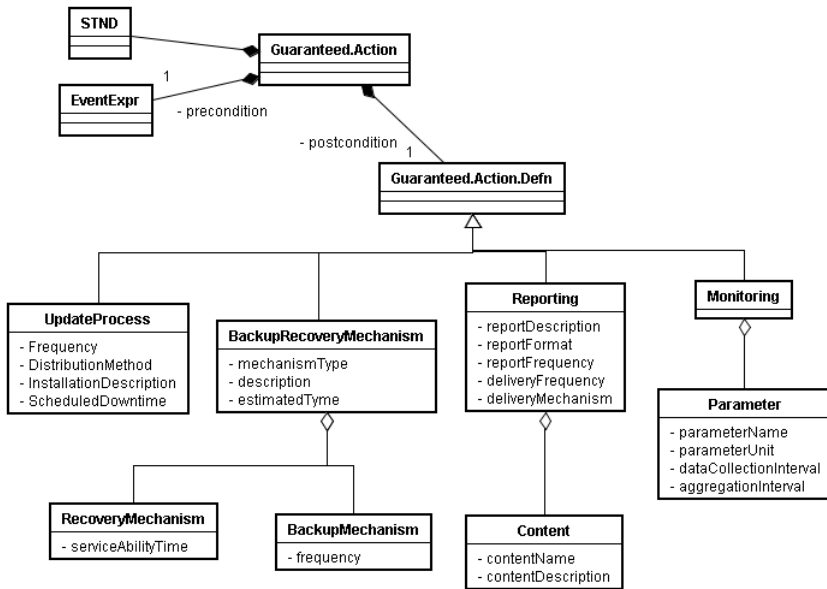 STND
Guaranteed.Action
1
EventExpr
- precondition
- postcondition
1
Guaranteed.Action.Defn
UpdateProcess
- Frequency
- DistributionMethod
- InstallationDescription
- ScheduledDowntime
BackupRecoveryMechanism
- mechanismType
- description
- estimatedTyme
Reporting
- reportDescription
- reportFormat
- reportFrequency
- deliveryFrequency
- deliveryMechanism
Monitoring
Parameter
- parameterName
- parameterUnit
- dataCollectionInterval
- aggregationInterval
RecoveryMechanism
- serviceAbilityTime
BackupMechanism
- frequency
Content
- contentName
- contentDescription